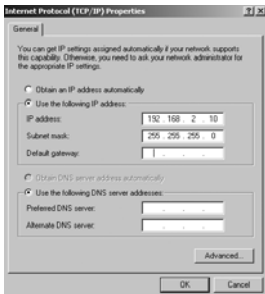 Internet Protocol (TCP/IP) Properties
General
You can get IP settings assigned automatically if your network supports
this capability. Otherwise, you need to ask your network administrator for
the appropriate IP settings.
Obtain an IP address automatically
Use the following IP address:
IP address: 192 . 168 . 2 . 10
Subnet mask: 255 . 255 . 255 . 0
Default gateway: . . .
Obtain DNS server address automatically
Use the following DNS server addresses:
Preferred DNS server: . . .
Alternate DNS server: . . .
Advanced...
OK Cancel